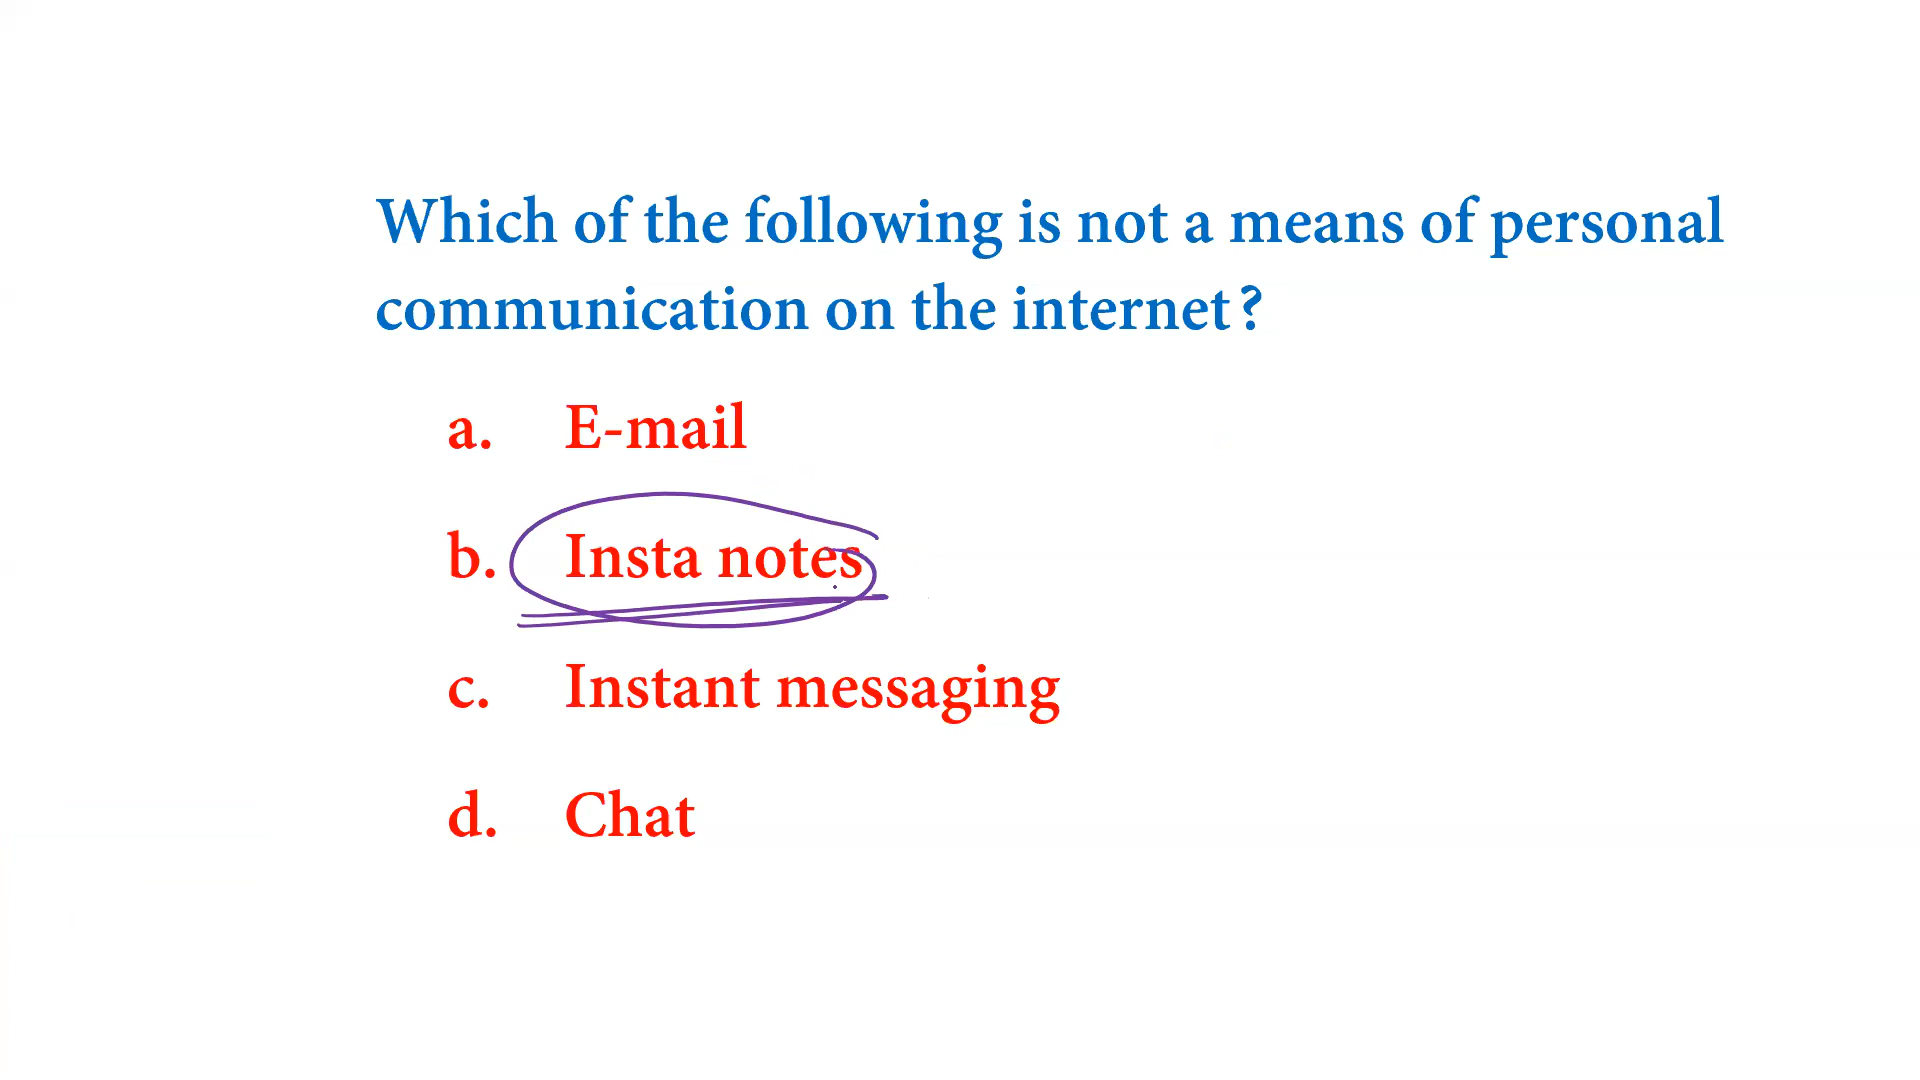 Which of the following is not a means of personal
communication on the internet?
a. E-mail
b. Insta notes
c. Instant messaging
d. Chat